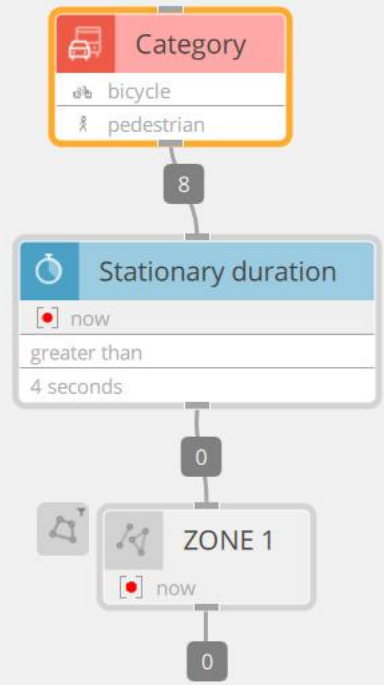 Category
bicycle
pedestrian
8
Stationary duration
now
greater than
4 seconds
0
ZONE 1
now
0